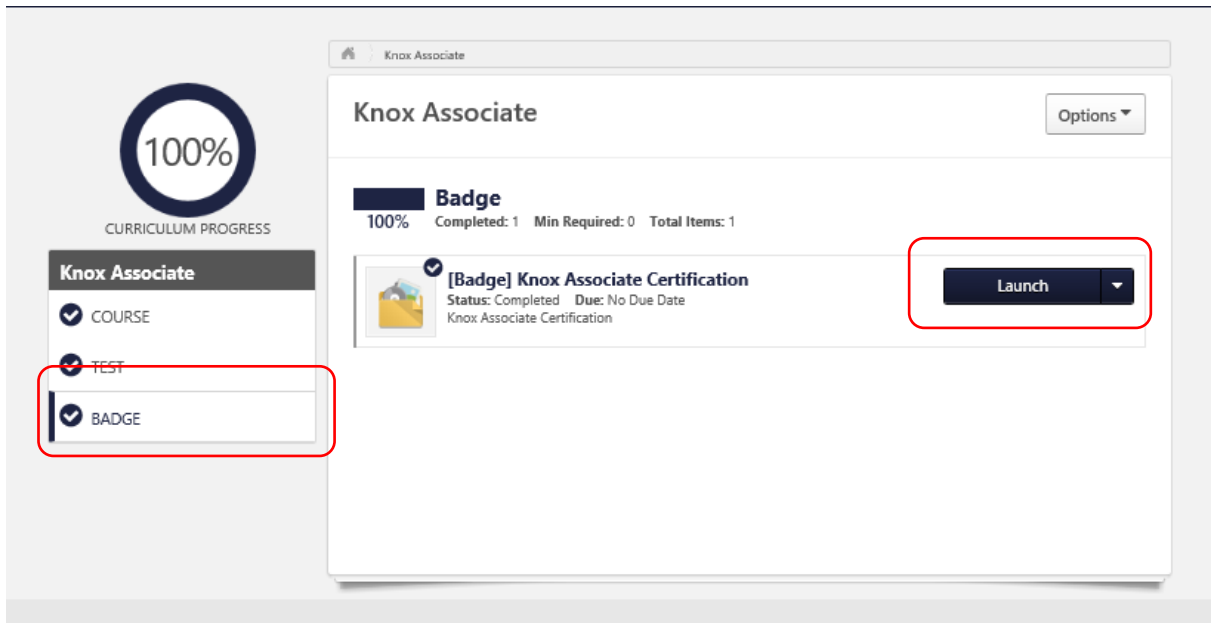 Knox Associate
100%
CURRICULUM PROGRESS
Knox Associate
COURSE
TEST
BADGE
Knox Associate
Options
Badge
100% Completed: 1 Min Required: 0 Total Items: 1
[Badge] Knox Associate Certification
Status: Completed Due: No Due Date
Knox Associate Certification
Launch